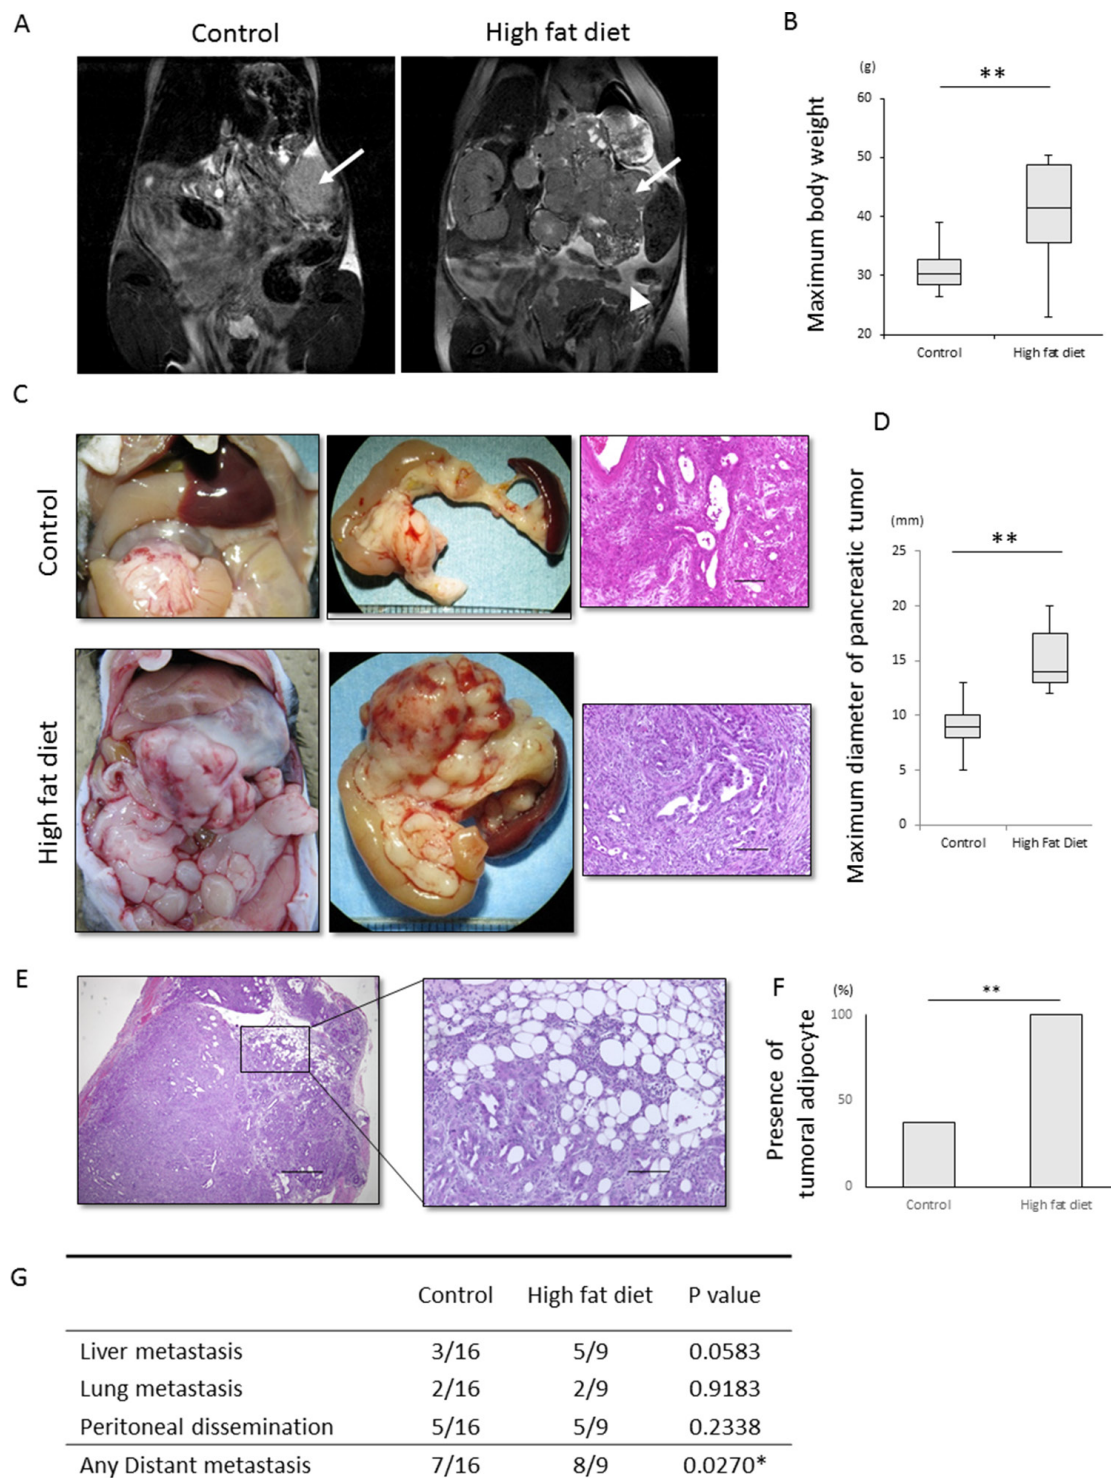 A
Control
High fat diet
B
(g)
**
Maximum body weight
60
50
40
30
20
Control
High fat diet
C
Control
High fat diet
D
(mm)
**
Maximum diameter of pancreatic tumor
25
20
15
10
5
0
Control
High Fat Diet
E
F
(%)
**
Presence of
tumoral adipocyte
100
50
0
Control
High fat diet
G
Control High fat diet P value
Liver metastasis 3/16 5/9 0.0583
Lung metastasis 2/16 2/9 0.9183
Peritoneal dissemination 5/16 5/9 0.2338
Any Distant metastasis 7/16 8/9 0.0270*